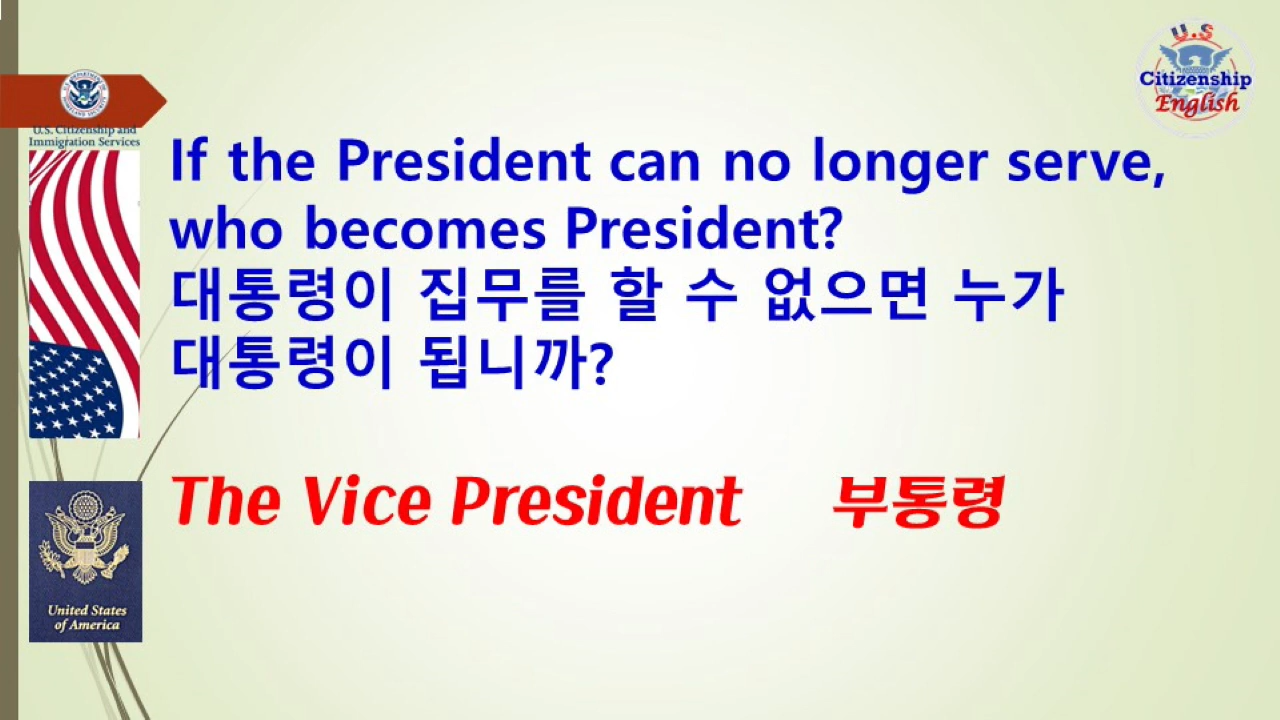 U.S
Citizenship
English
U.S. Citizenship and
Immigration Services
If the President can no longer serve,
who becomes President?
대통령이 집무를 할 수 없으면 누가
대통령이 됩니까?
The Vice President 부통령
United States
of America